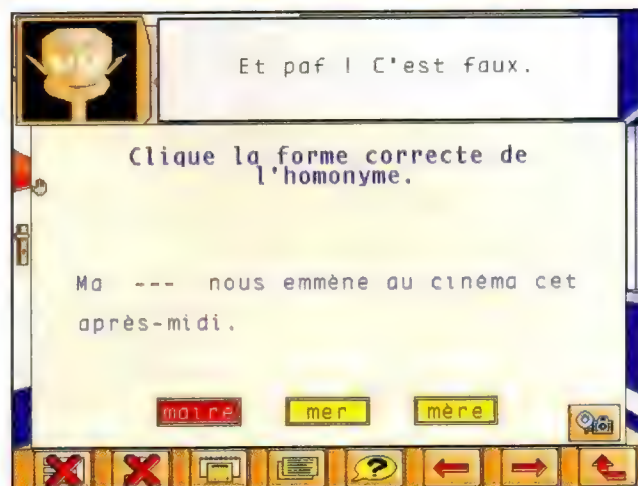 Et paf ! C'est faux.
Clique la forme correcte de
l'homonyme.
Ma --- nous emmène au cinéma cet
après-midi.
maire mer mère
?